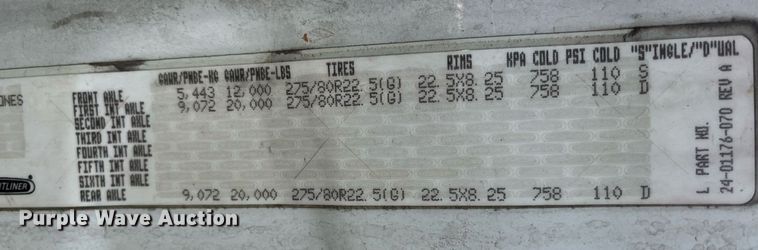 GAWR/PNBE-KG GAWR/PNBE-LBS TIRES RIMS KPA COLD PSI COLD "S"INGLE/"D"UAL
FRONT AXLE 5,443 12,000 275/80R22.5(G) 22.5X8.25 758 110 S
FIRST INT AXLE 9,072 20,000 275/80R22.5(G) 22.5X8.25 758 110 D
SECOND INT AXLE
THIRD INT AXLE
FOURTH INT AXLE
FIFTH INT AXLE
SIXTH INT AXLE
REAR AXLE 9,072 20,000 275/80R22.5(G) 22.5X8.25 758 110 D
L PART NO.
24-01176-070 REV A
Purple Wave Auction